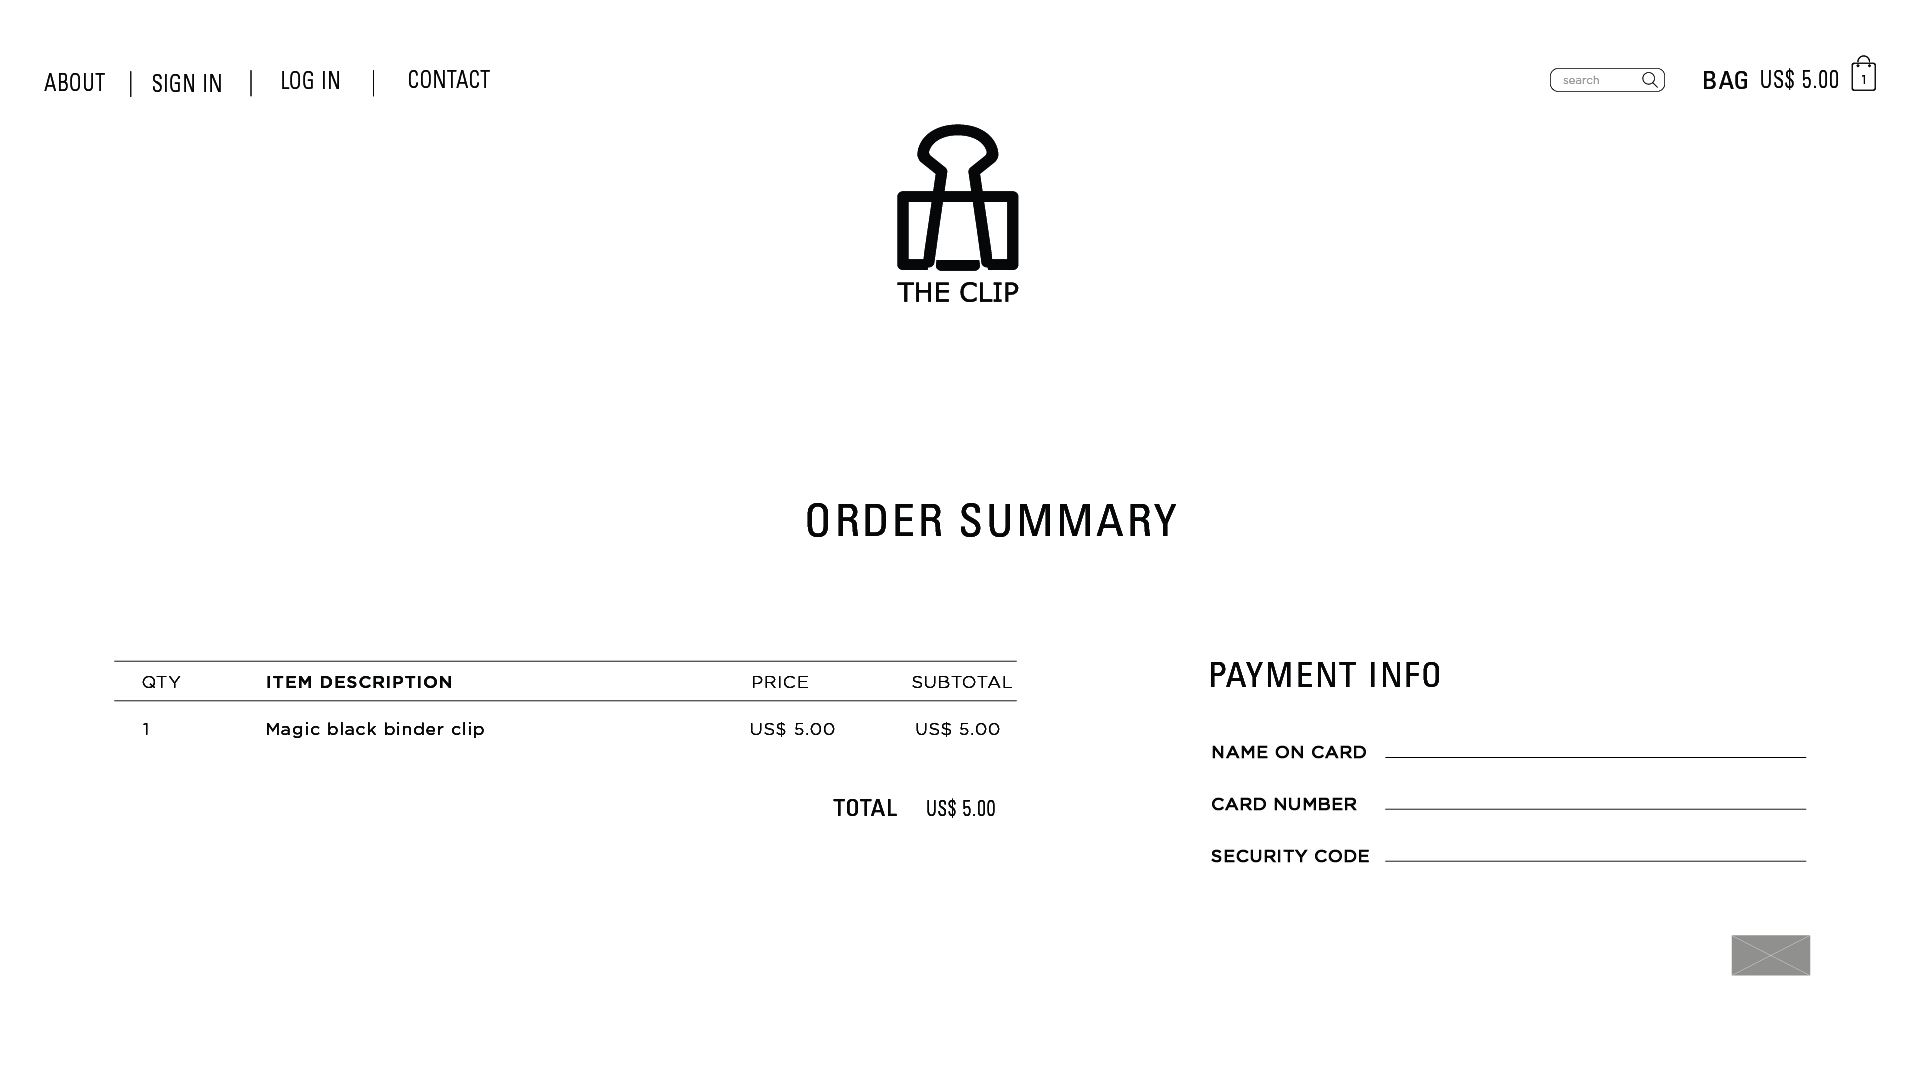 ABOUT | SIGN IN | LOG IN | CONTACT
search
BAG US$ 5.00 1
THE CLIP
ORDER SUMMARY
QTY ITEM DESCRIPTION PRICE SUBTOTAL
1 Magic black binder clip US$ 5.00 US$ 5.00
TOTAL US$ 5.00
PAYMENT INFO
NAME ON CARD
CARD NUMBER
SECURITY CODE